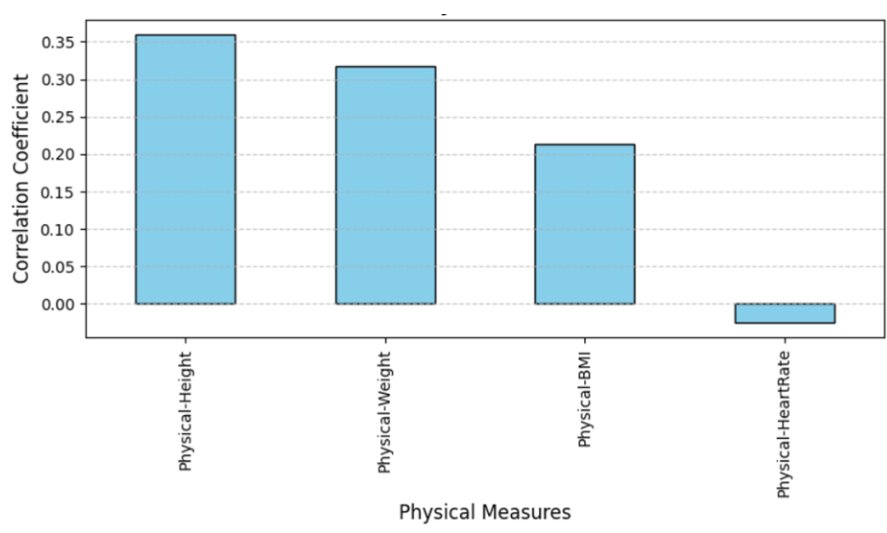 Correlation Coefficient
0.35
0.30
0.25
0.20
0.15
0.10
0.05
0.00
Physical-Height
Physical-Weight
Physical-BMI
Physical-HeartRate
Physical Measures